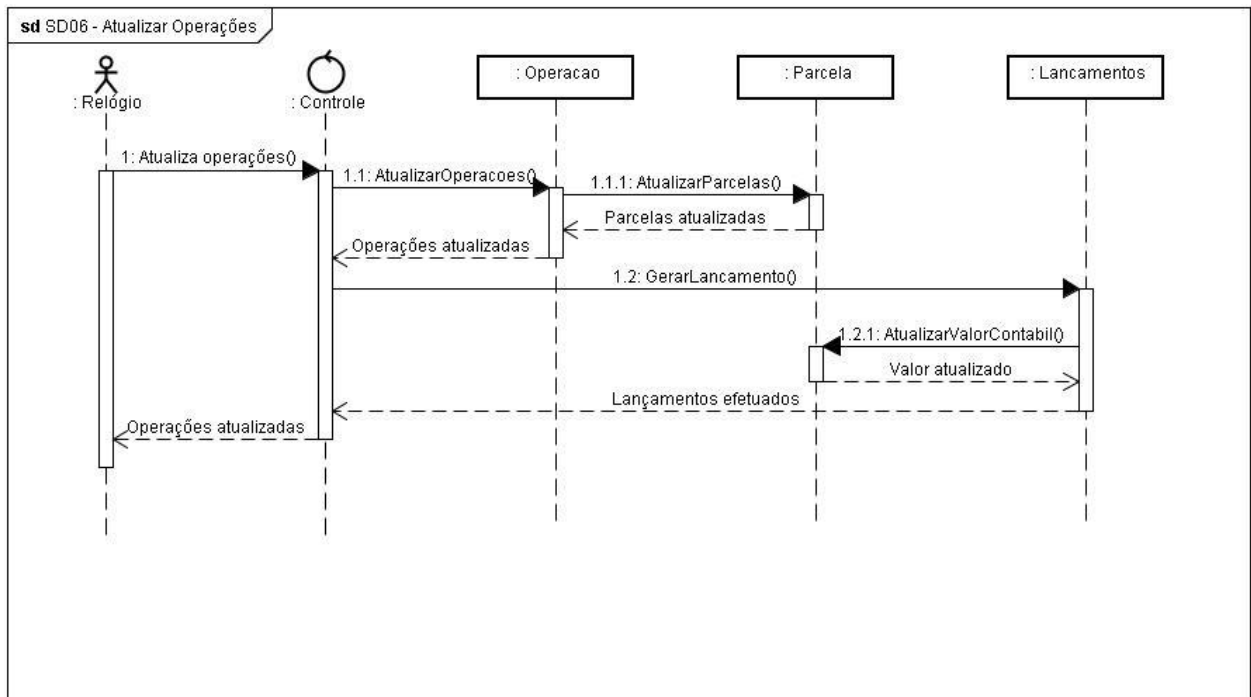 sd SD06 - Atualizar Operações
: Relógio
: Controle
: Operacao
: Parcela
: Lancamentos
1: Atualiza operações()
1.1: AtualizarOperacoes()
1.1.1: AtualizarParcelas()
Parcelas atualizadas
Operações atualizadas
1.2: GerarLancamento()
1.2.1: AtualizarValorContabil()
Valor atualizado
Lançamentos efetuados
Operações atualizadas